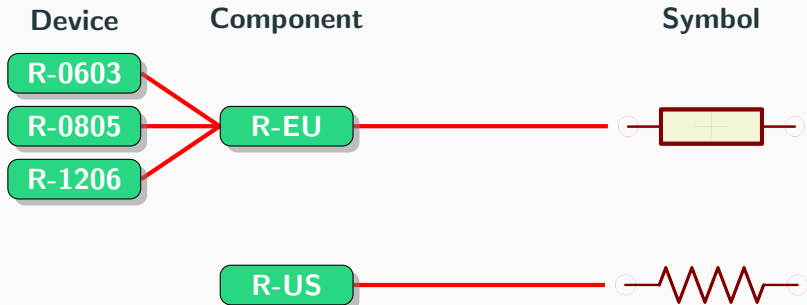 Device Component Symbol
R-0603
R-0805 R-EU
R-1206
R-US